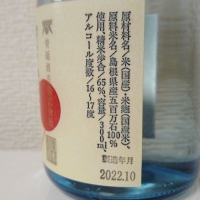 原材料名/米(国産)、米麹(国産米)、
原料米名/島根県産五百万石100%
使用、精米歩合/65%、容量/300ml、
アルコール度数/16〜17度
製造年月
2022.10